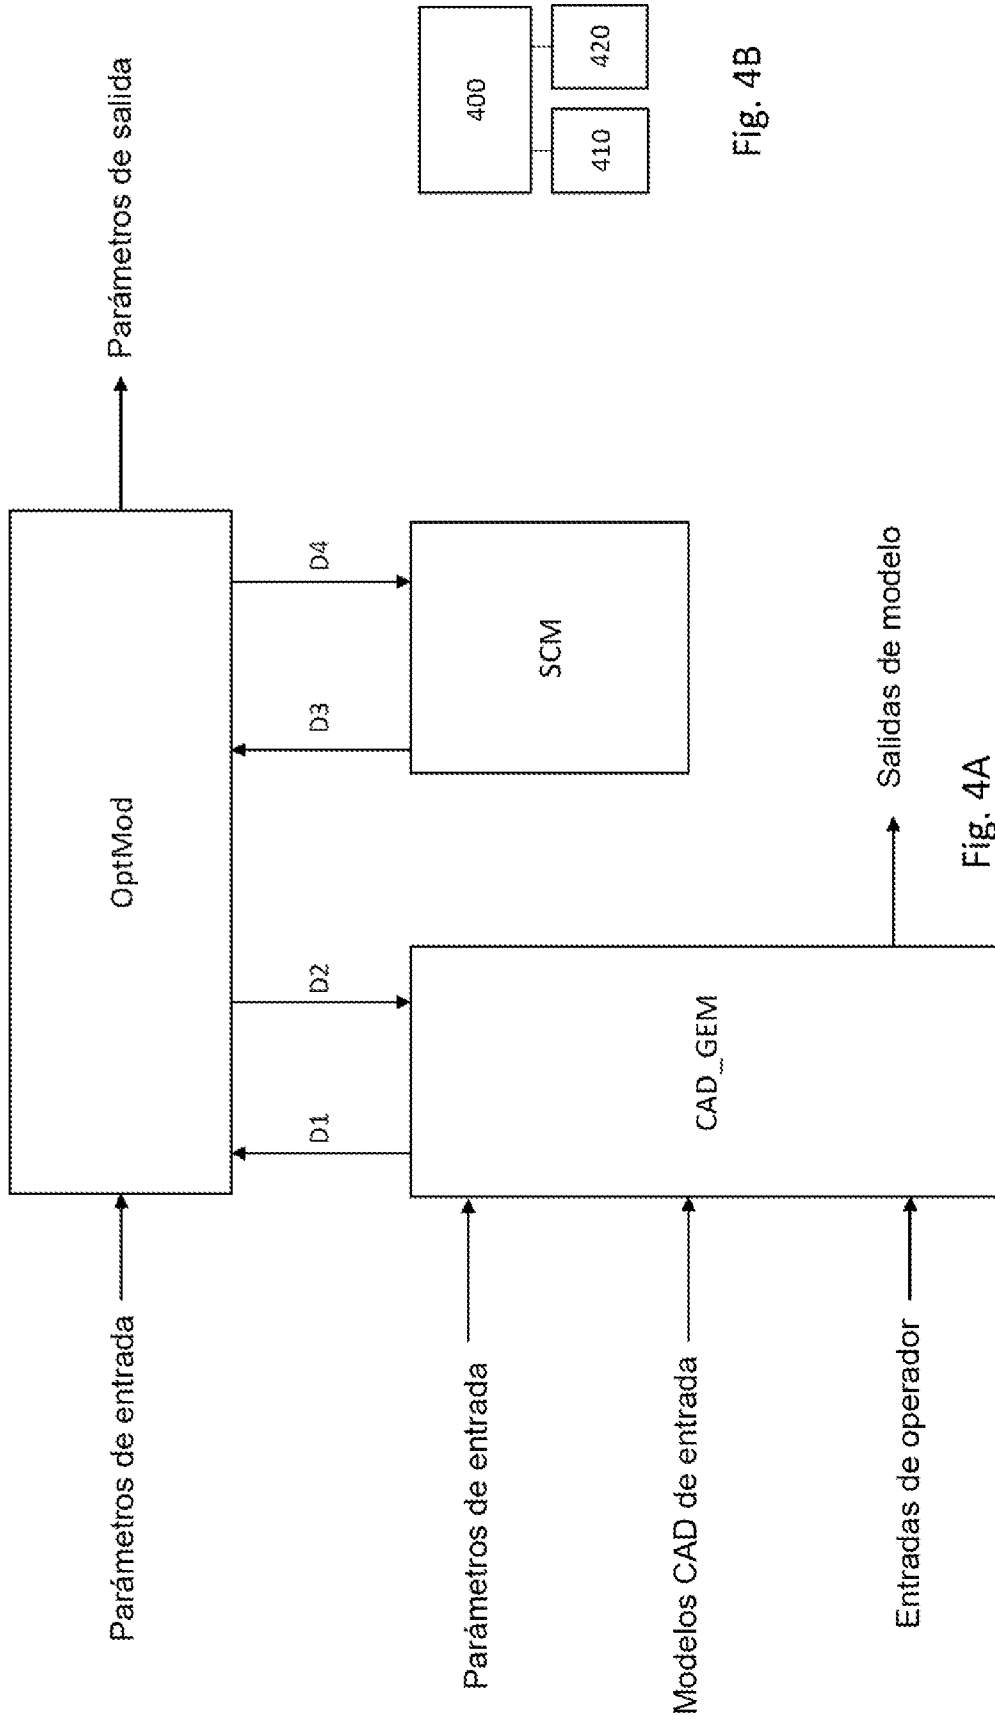 Parámetros de entrada
OptMod
Parámetros de salida
D1
D2
D3
D4
Parámetros de entrada
Modelos CAD de entrada
Entradas de operador
CAD_GEM
SCM
Salidas de modelo
Fig. 4A
400
410
420
Fig. 4B